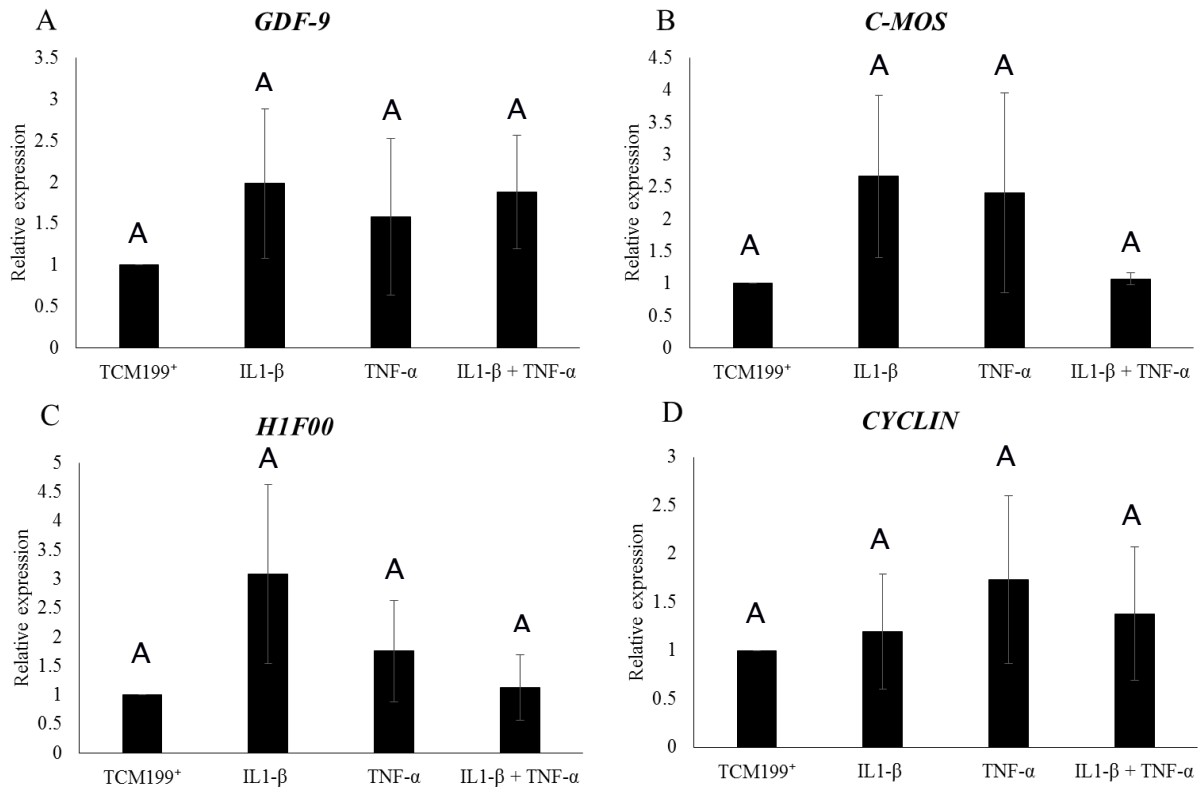 A
GDF-9
Relative expression
3.5
3
2.5
2
1.5
1
0.5
0
A
A
A
A
TCM199⁺ IL1-β TNF-α IL1-β + TNF-α
B
C-MOS
Relative expression
4.5
4
3.5
3
2.5
2
1.5
1
0.5
0
A
A
A
A
TCM199⁺ IL1-β TNF-α IL1-β + TNF-α
C
H1F00
Relative expression
5
4.5
4
3.5
3
2.5
2
1.5
1
0.5
0
A
A
A
A
TCM199⁺ IL1-β TNF-α IL1-β + TNF-α
D
CYCLIN
Relative expression
3
2.5
2
1.5
1
0.5
0
A
A
A
A
TCM199⁺ IL1-β TNF-α IL1-β + TNF-α